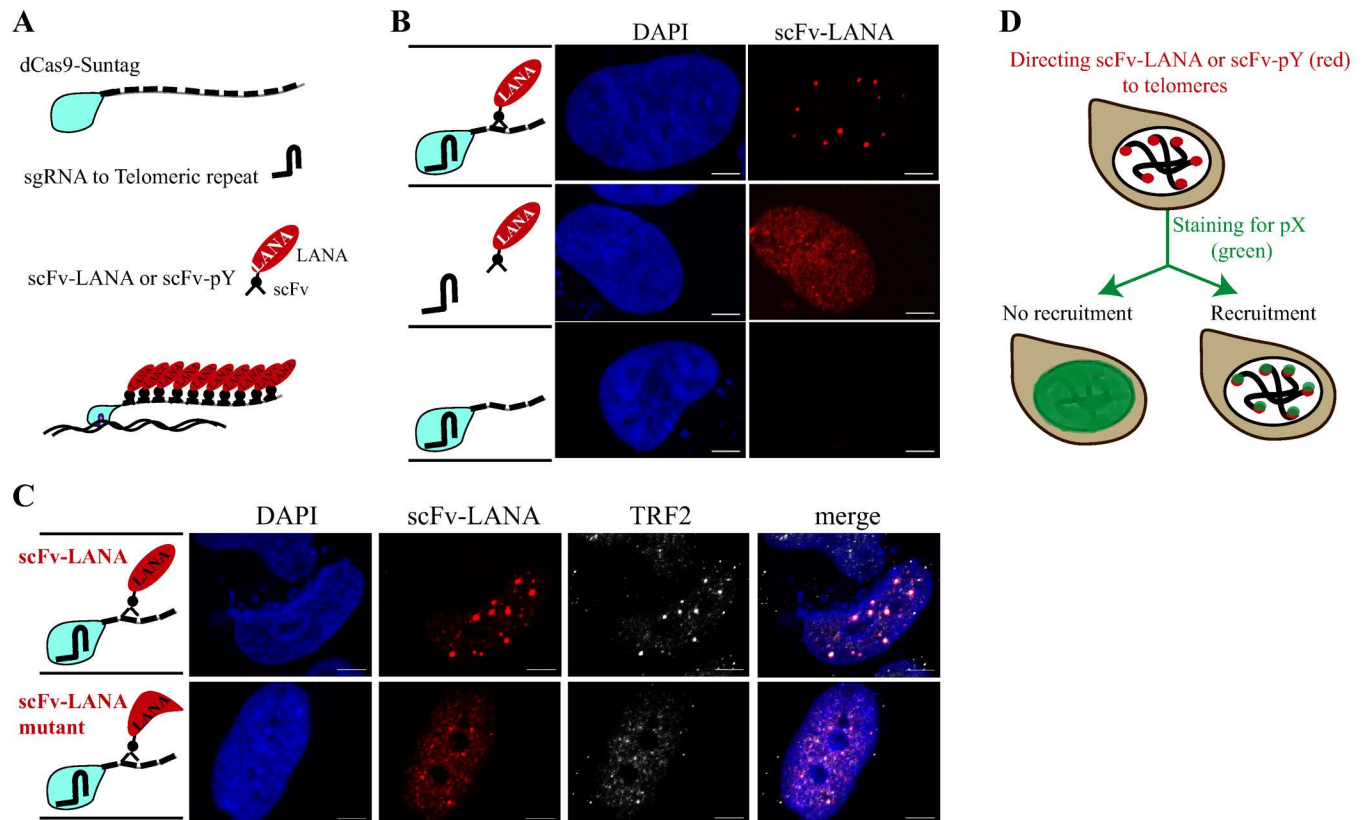 A
dCas9-Suntag
sgRNA to Telomeric repeat
LANA
LANA
scFv-LANA or scFv-pY
scFv
B
DAPI
scFv-LANA
LANA
LANA
C
DAPI
scFv-LANA
TRF2
merge
scFv-LANA
LANA
scFv-LANA
mutant
LANA
D
Directing scFv-LANA or scFv-pY (red)
to telomeres
Staining for pX
(green)
No recruitment
Recruitment